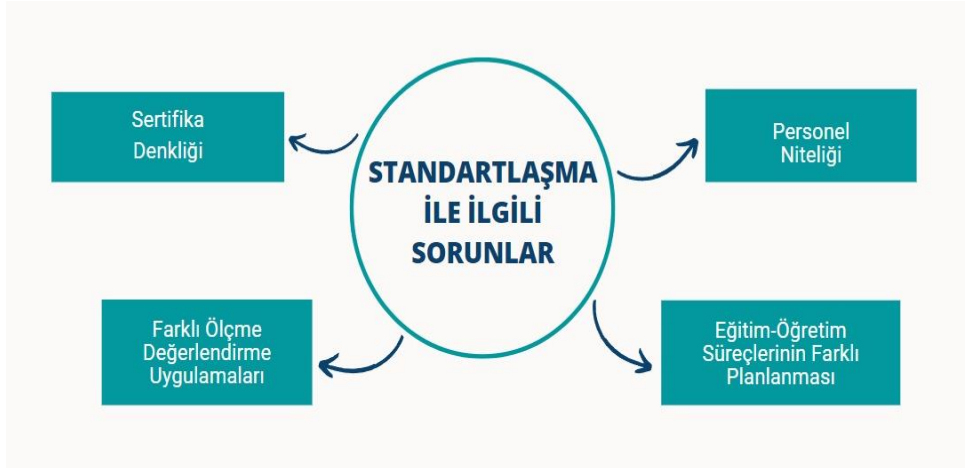 Sertifika
Denkliği
Personel
Niteliği
STANDARTLAŞMA
İLE İLGİLİ
SORUNLAR
Farklı Ölçme
Değerlendirme
Uygulamaları
Eğitim-Öğretim
Süreçlerinin Farklı
Planlanması